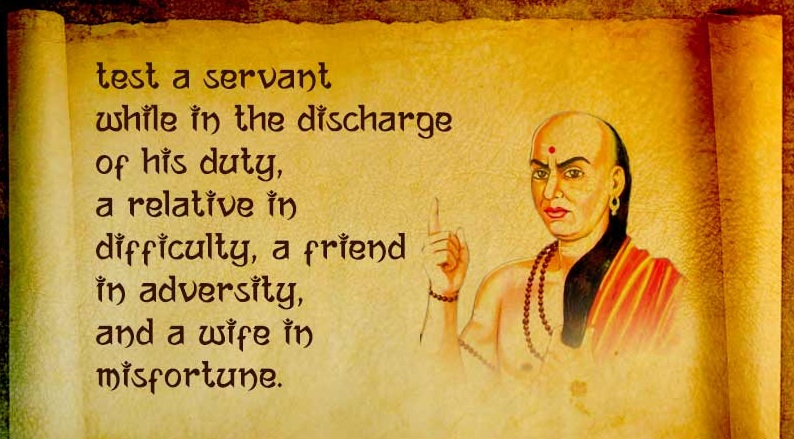 test a servant
while in the discharge
of his duty,
a relative in
difficulty, a friend
in adversity,
and a wife in
misfortune.